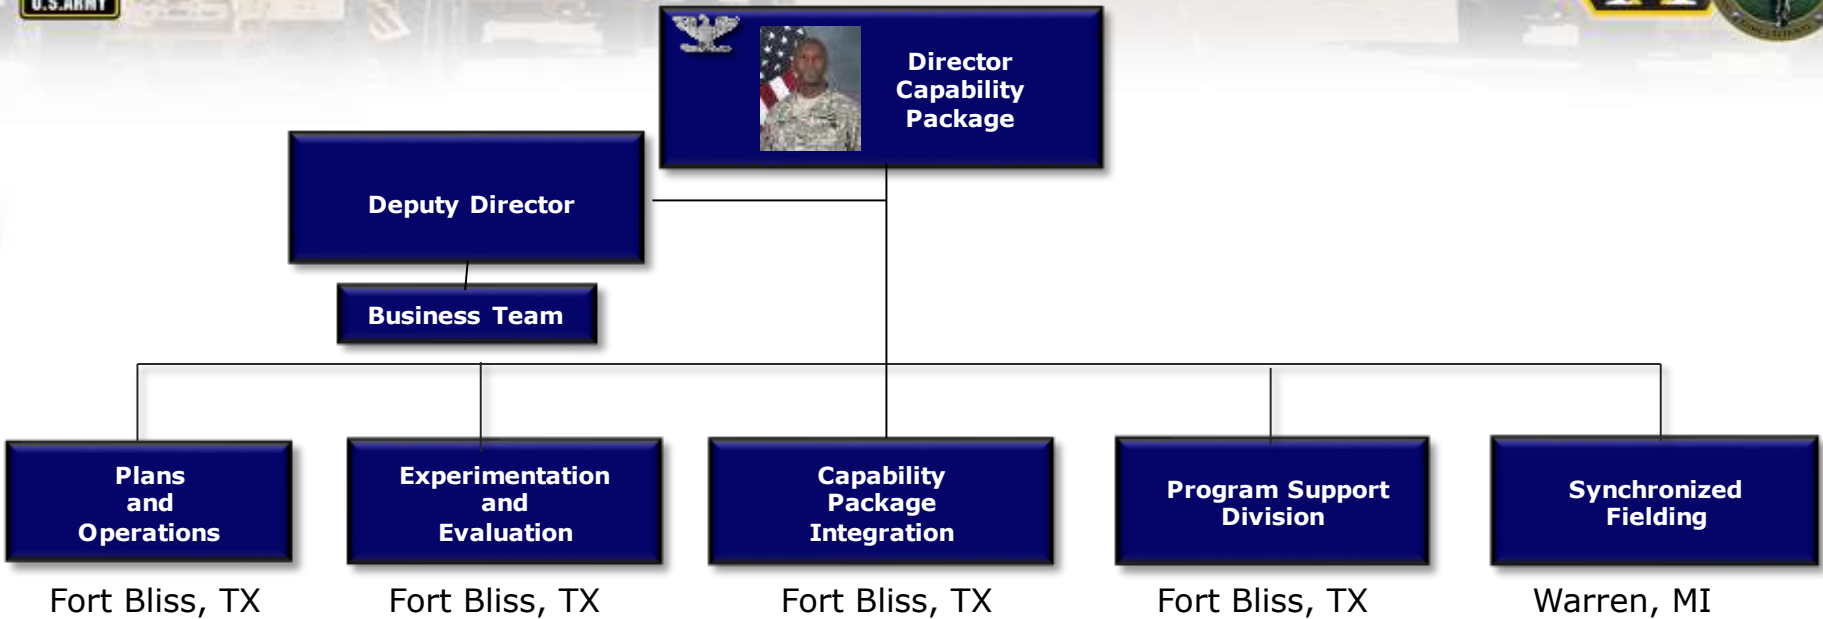 U.S.ARMY
Director
Capability
Package
Deputy Director
Business Team
Plans
and
Operations
Experimentation
and
Evaluation
Capability
Package
Integration
Program Support
Division
Synchronized
Fielding
Fort Bliss, TX
Fort Bliss, TX
Fort Bliss, TX
Fort Bliss, TX
Warren, MI